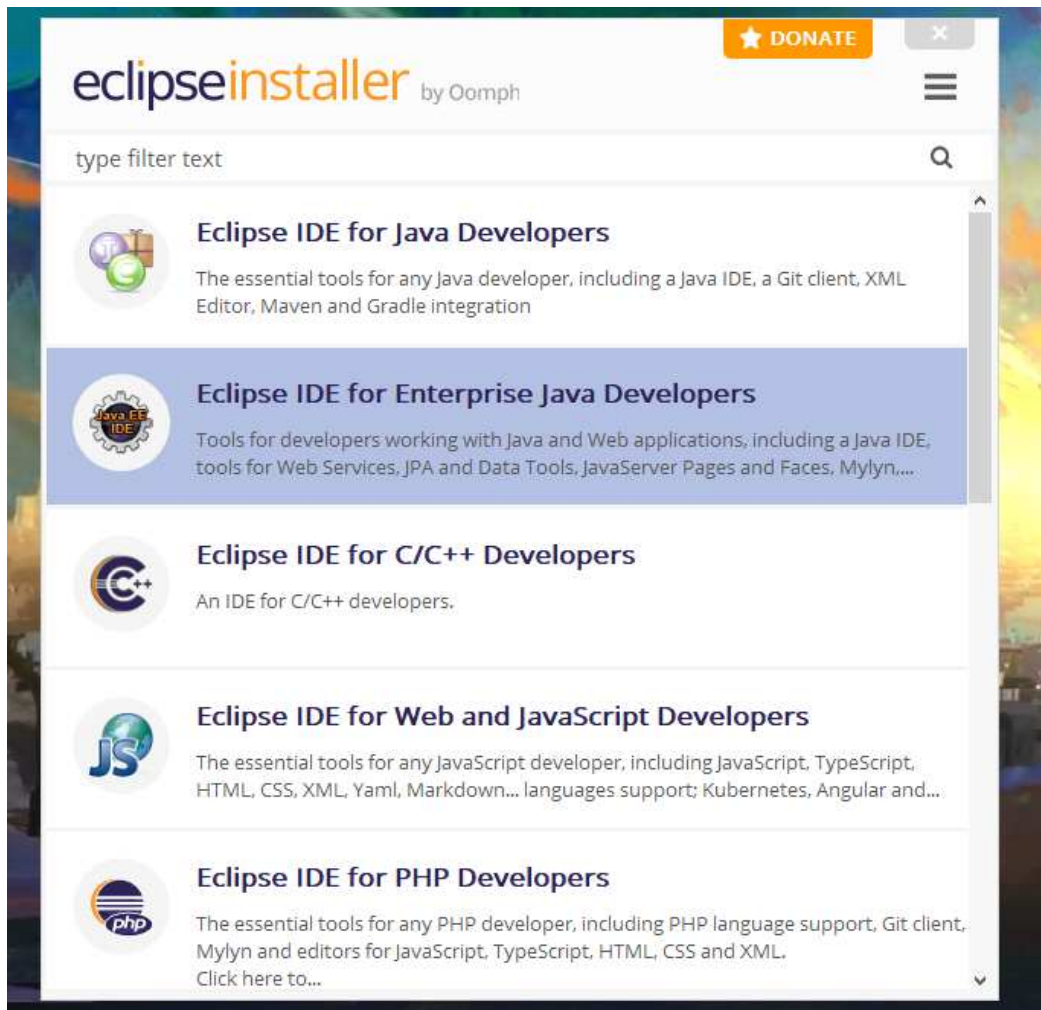 DONATE
eclipseinstaller by Oomph
type filter text
Eclipse IDE for Java Developers
The essential tools for any Java developer, including a Java IDE, a Git client, XML
Editor, Maven and Gradle integration
Java EE
IDE
Eclipse IDE for Enterprise Java Developers
Tools for developers working with Java and Web applications, including a Java IDE,
tools for Web Services, JPA and Data Tools, JavaServer Pages and Faces, Mylyn,...
C++
Eclipse IDE for C/C++ Developers
An IDE for C/C++ developers.
JS
Eclipse IDE for Web and JavaScript Developers
The essential tools for any JavaScript developer, including JavaScript, TypeScript,
HTML, CSS, XML, Yaml, Markdown... languages support; Kubernetes, Angular and...
php
Eclipse IDE for PHP Developers
The essential tools for any PHP developer, including PHP language support, Git client,
Mylyn and editors for JavaScript, TypeScript, HTML, CSS and XML.
Click here to...